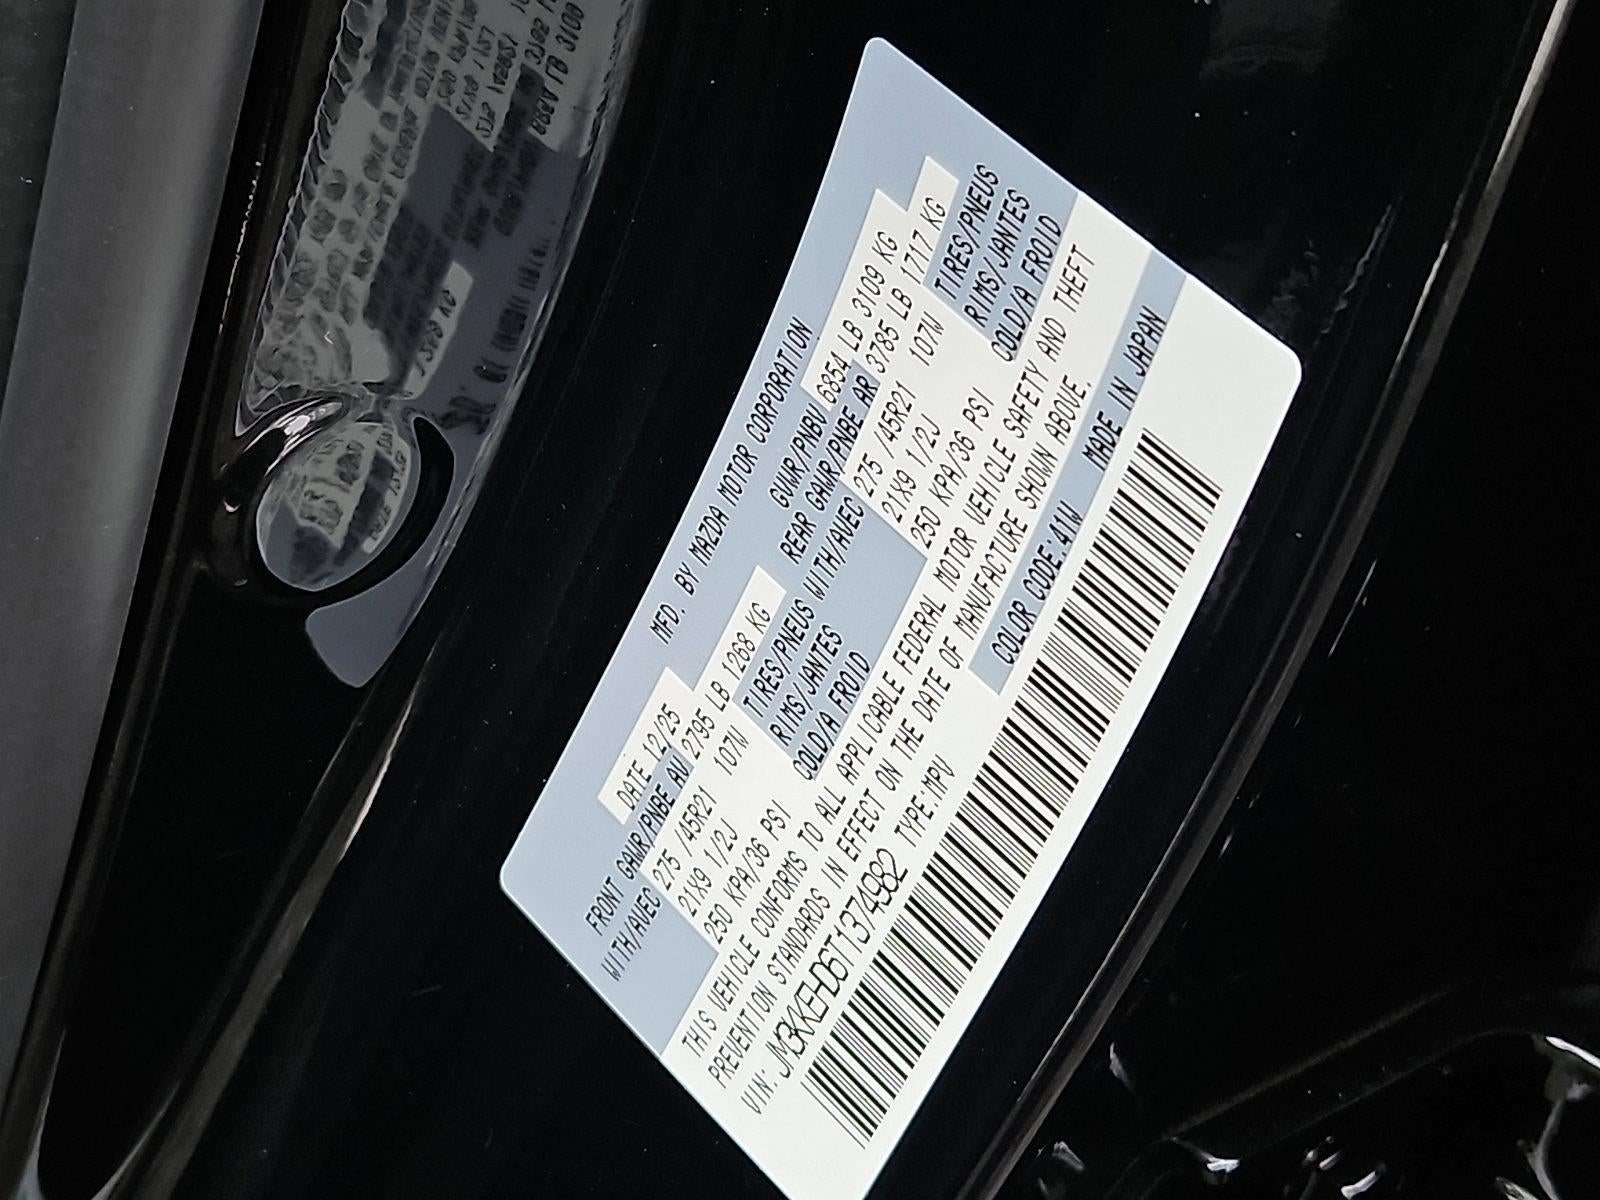 MFD. BY MAZDA MOTOR CORPORATION
DATE 12/25 GVWR/PNBV 6854 LB 3109 KG
FRONT GAWR/PNBE AV 2795 LB 1268 KG REAR GAWR/PNBE AR 3785 LB 1717 KG
WITH/AVEC 275 /45R21 107W TIRES/PNEUS WITH/AVEC 275 /45R21 107W TIRES/PNEUS
21X9 1/2J RIMS/JANTES 21X9 1/2J RIMS/JANTES
250 KPA/36 PSI COLD/A FROID 250 KPA/36 PSI COLD/A FROID
THIS VEHICLE CONFORMS TO ALL APPLICABLE FEDERAL MOTOR VEHICLE SAFETY AND THEFT
PREVENTION STANDARDS IN EFFECT ON THE DATE OF MANUFACTURE SHOWN ABOVE.
VIN: JM3KKEHD6T1374982 TYPE:MPV COLOR CODE:41W MADE IN JAPAN